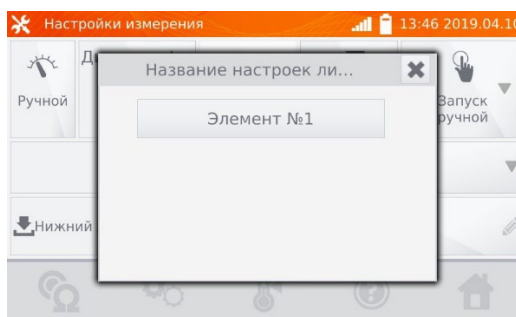 Настройки измерения
13:46 2019.04.10
Название настроек ли...
Ручной
Запуск
ручной
Элемент №1
Нижний